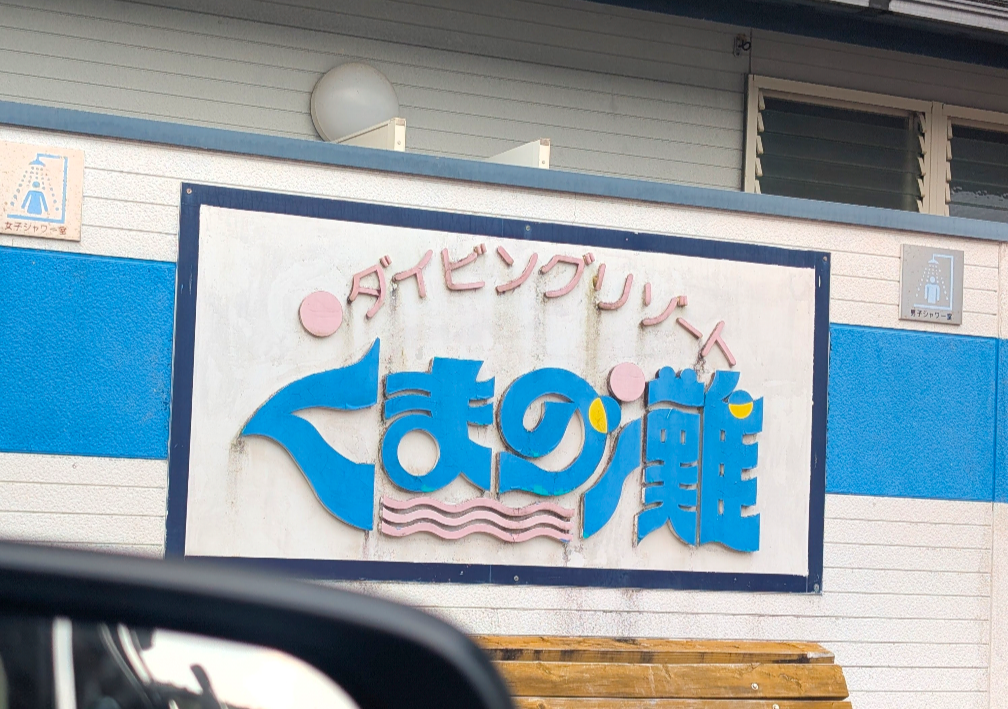 女子シャワー室
ダイビングリゾート
くまの灘
男子シャワー室